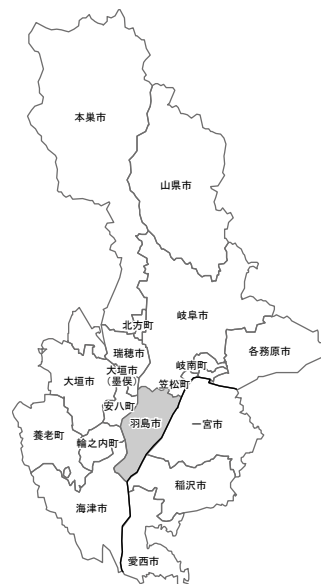 本巣市
山県市
岐阜市
北方町
各務原市
瑞穂市
岐南町
大垣市
（墨俣）
大垣市
笠松町
安八町
羽島市
一宮市
養老町
輪之内町
稲沢市
海津市
愛西市